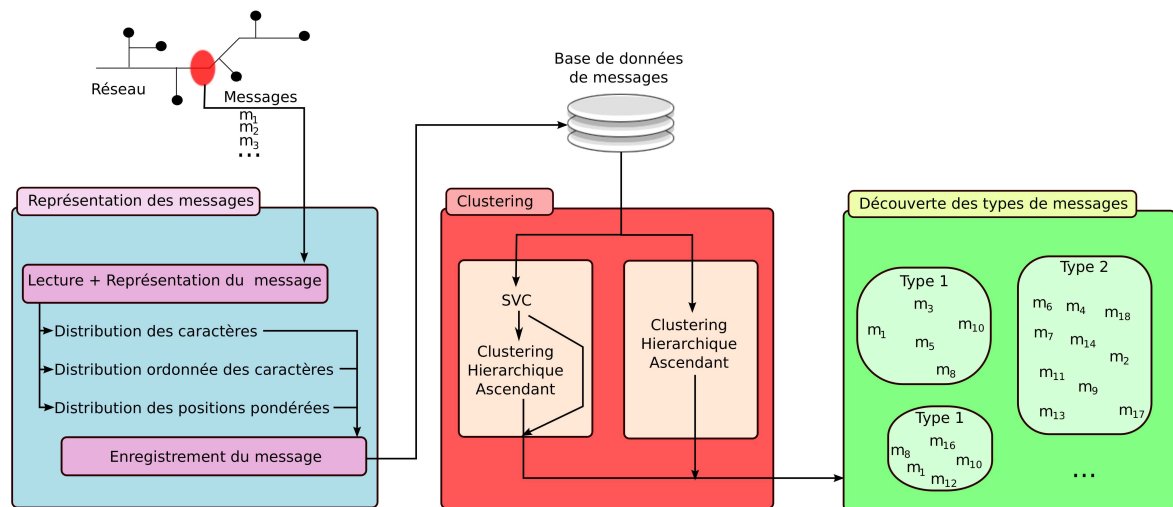 Réseau
Messages
m1
m2
m3
...
Base de données
de messages
Représentation des messages
Lecture + Représentation du message
Distribution des caractères
Distribution ordonnée des caractères
Distribution des positions pondérées
Enregistrement du message
Clustering
SVC
Clustering
Hierarchique
Ascendant
Clustering
Hierarchique
Ascendant
Découverte des types de messages
Type 1
m3
m1
m10
m5
m8
Type 2
m6
m4
m18
m7
m14
m2
m11
m9
m13
m17
Type 1
m16
m8
m10
m1
m12
...